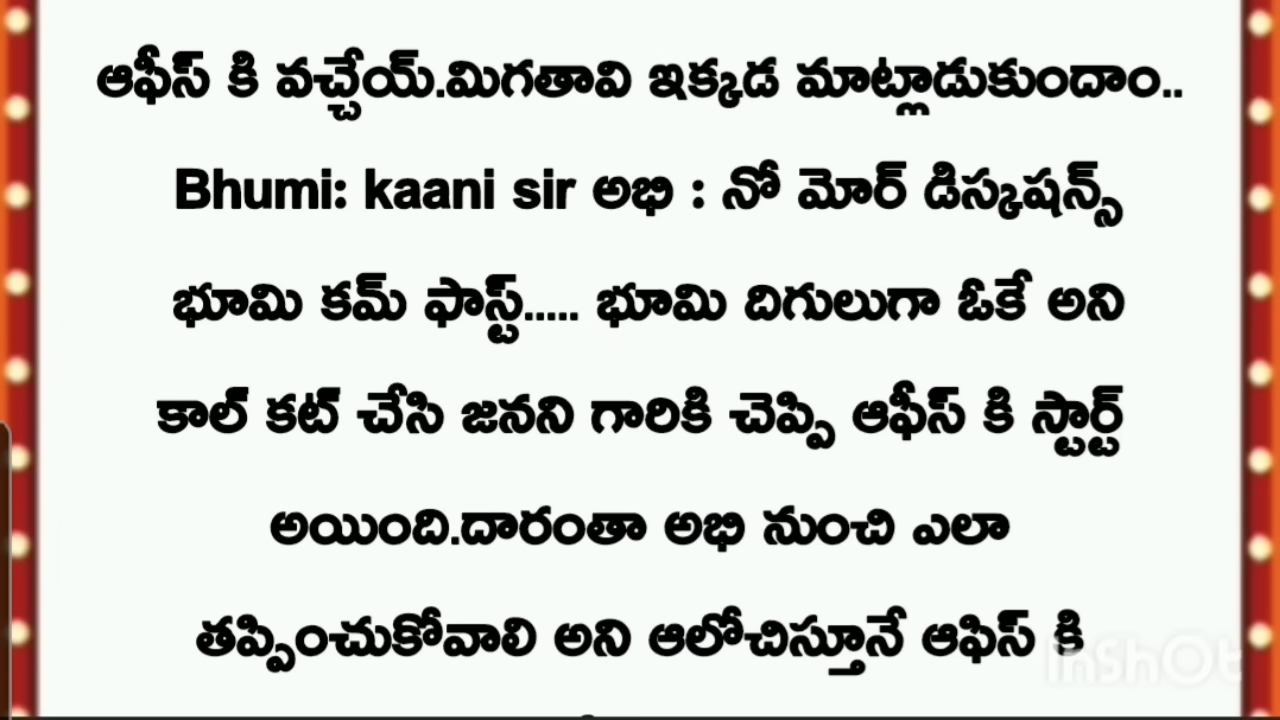 ఆఫీస్ కి వచ్చేయ్.మిగతావి ఇక్కడ మాట్లాడుకుందాం..
Bhumi: kaani sir అభి : నో మోర్ డిస్కషన్స్
భూమి కమ్ ఫాస్ట్..... భూమి దిగులుగా ఓకే అని
కాల్ కట్ చేసి జనని గారికి చెప్పి ఆఫీస్ కి స్టార్ట్
అయింది.దారంతా అభి నుంచి ఎలా
తప్పించుకోవాలి అని ఆలోచిస్తూనే ఆఫిస్ కి
InShOt